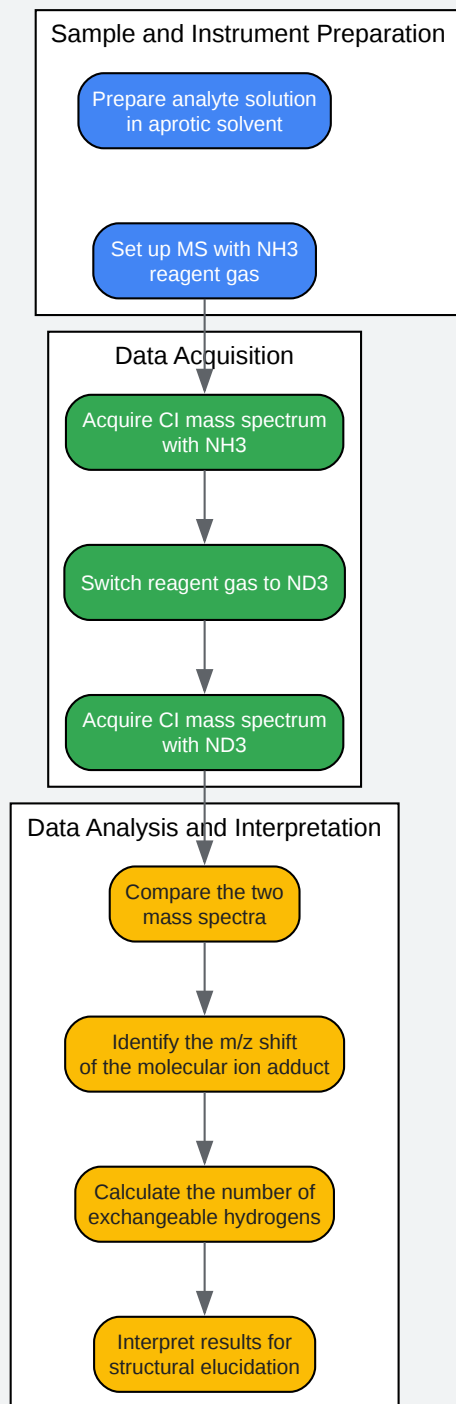 Sample and Instrument Preparation
Prepare analyte solution
in aprotic solvent
Set up MS with NH3
reagent gas
Data Acquisition
Acquire CI mass spectrum
with NH3
Switch reagent gas to ND3
Acquire CI mass spectrum
with ND3
Data Analysis and Interpretation
Compare the two
mass spectra
Identify the m/z shift
of the molecular ion adduct
Calculate the number of
exchangeable hydrogens
Interpret results for
structural elucidation